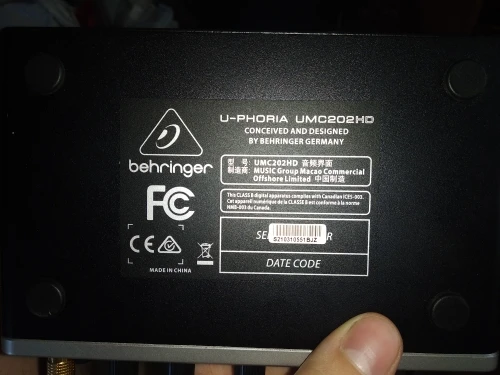 U-PHORIA UMC202HD
CONCEIVED AND DESIGNED
BY BEHRINGER GERMANY
behringer
型 号: UMC202HD 音频界面
制造商: MUSIC Group Macao Commercial
Offshore Limited 中国制造
This CLASS B digital apparatus complies with Canadian ICES-003.
Cet appareil numérique de la CLASSE B est conforme à la norme
NMB-003 du Canada.
FC
CE
S210310551BJZ
DATE CODE
MADE IN CHINA